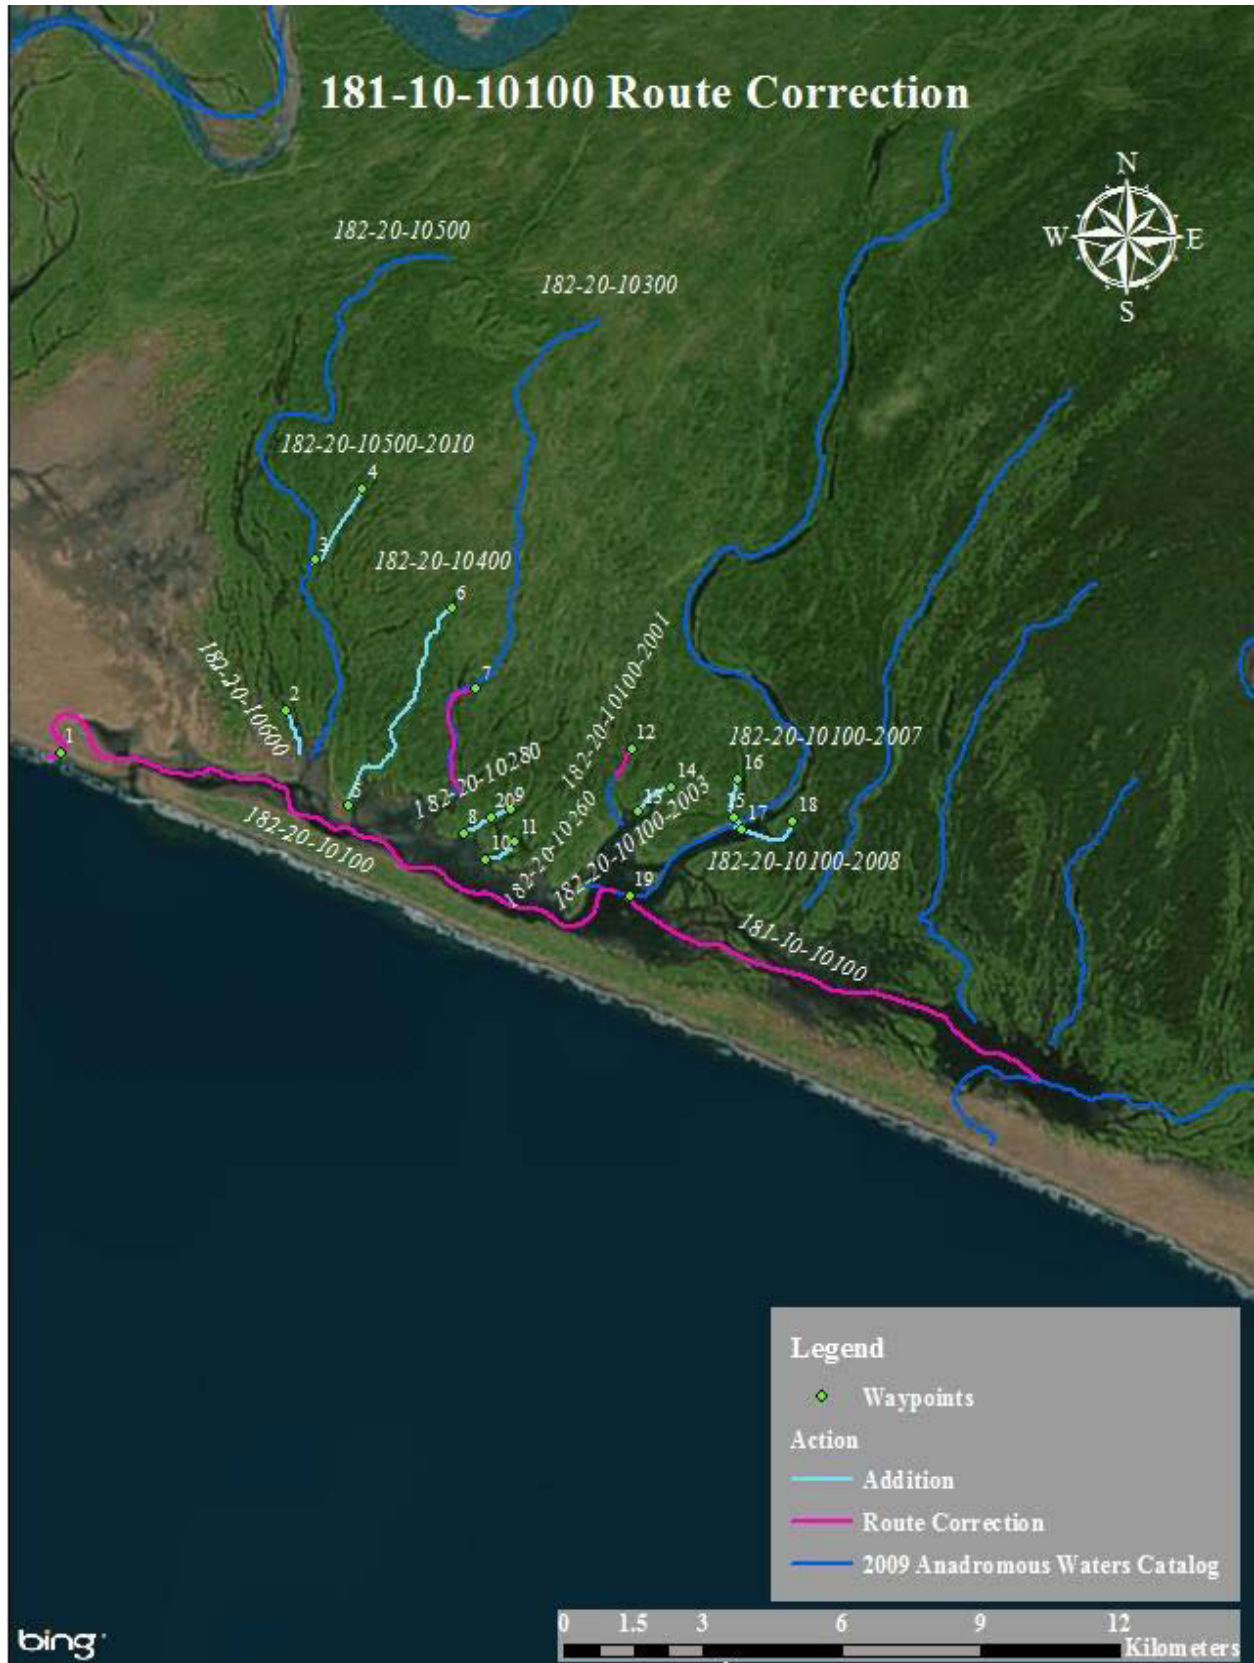 181-10-10100 Route Correction
N
W E
S
182-20-10500
182-20-10300
182-20-10500-2010
4
3
182-20-10400
6
182-20-10600
2
7
182-20-10100-2001
1
12
182-20-10100-2007
16
14
13
5
182-20-10280
209
8
15
17
18
182-20-10100
11
10
182-20-10260
182-20-10100-2003
182-20-10100-2008
19
181-10-10100
Legend
Waypoints
Action
Addition
Route Correction
2009 Anadromous Waters Catalog
0 1.5 3 6 9 12
Kilometers
bing